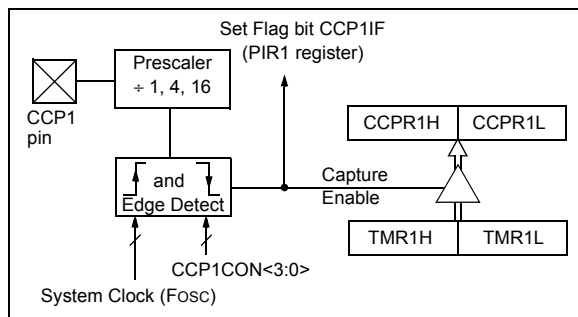 Set Flag bit CCP1IF
(PIR1 register)
Prescaler
÷ 1, 4, 16
CCP1
pin
CCPR1H
CCPR1L
and
Edge Detect
Capture
Enable
TMR1H
TMR1L
CCP1CON<3:0>
System Clock (FOSC)